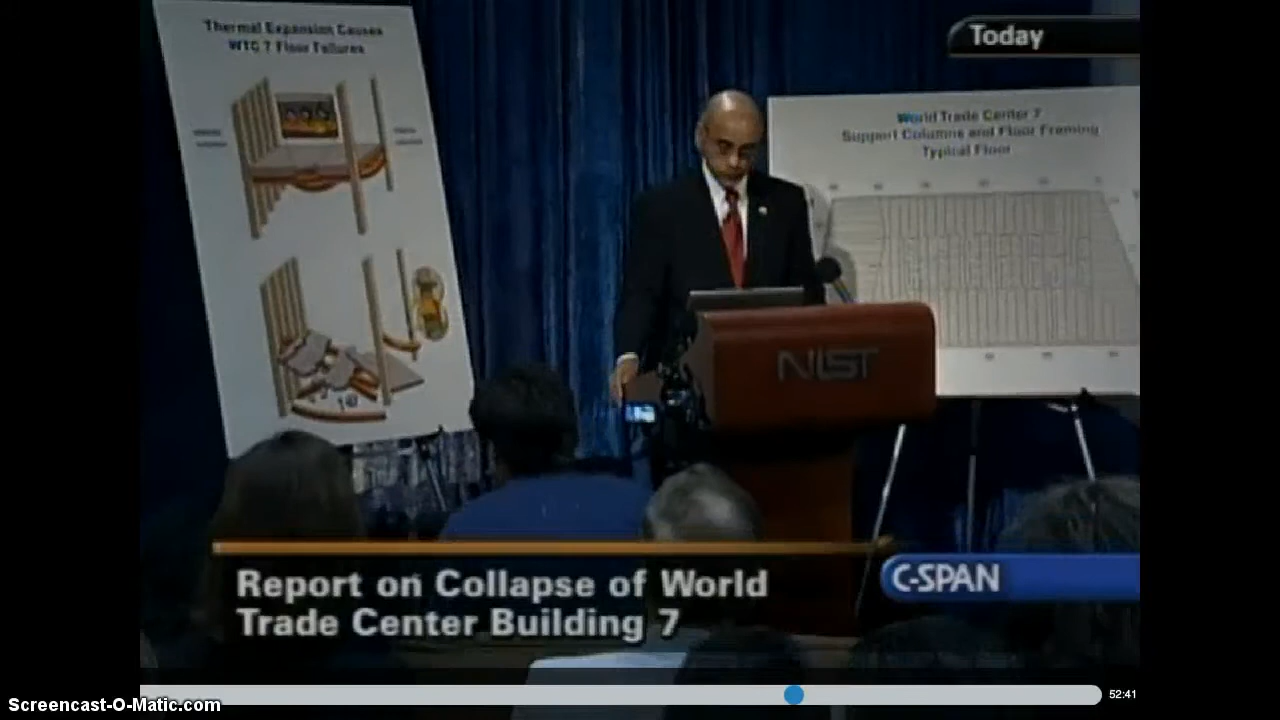 Thermal Expansion Causes
WTC 7 Floor Failures
Today
World Trade Center 7
Support Columns and Floor Framing
Typical Floor
NIST
Report on Collapse of World
Trade Center Building 7
C-SPAN
Screencast-O-Matic.com
52:41